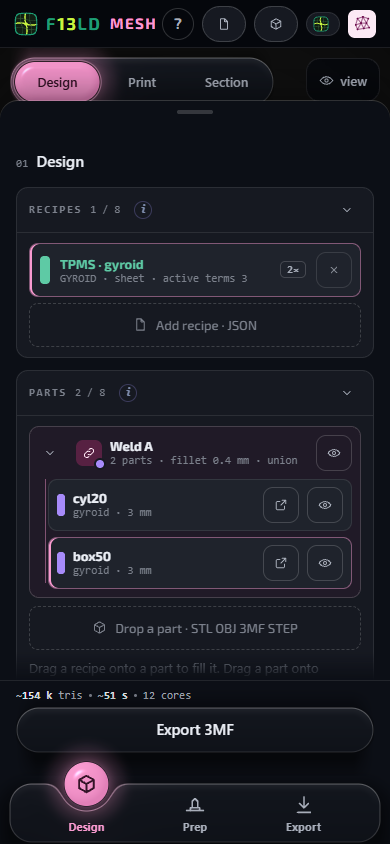 F13LD MESH ?
Design Print Section view
01 Design
RECIPES 1 / 8 i
TPMS · gyroid
GYROID · sheet · active terms 3
2×
Add recipe · JSON
PARTS 2 / 8 i
Weld A
2 parts · fillet 0.4 mm · union
cyl20
gyroid · 3 mm
box50
gyroid · 3 mm
Drop a part · STL OBJ 3MF STEP
Drag a recipe onto a part to fill it. Drag a part onto
~154 k tris • ~51 s • 12 cores
Export 3MF
Design Prep Export